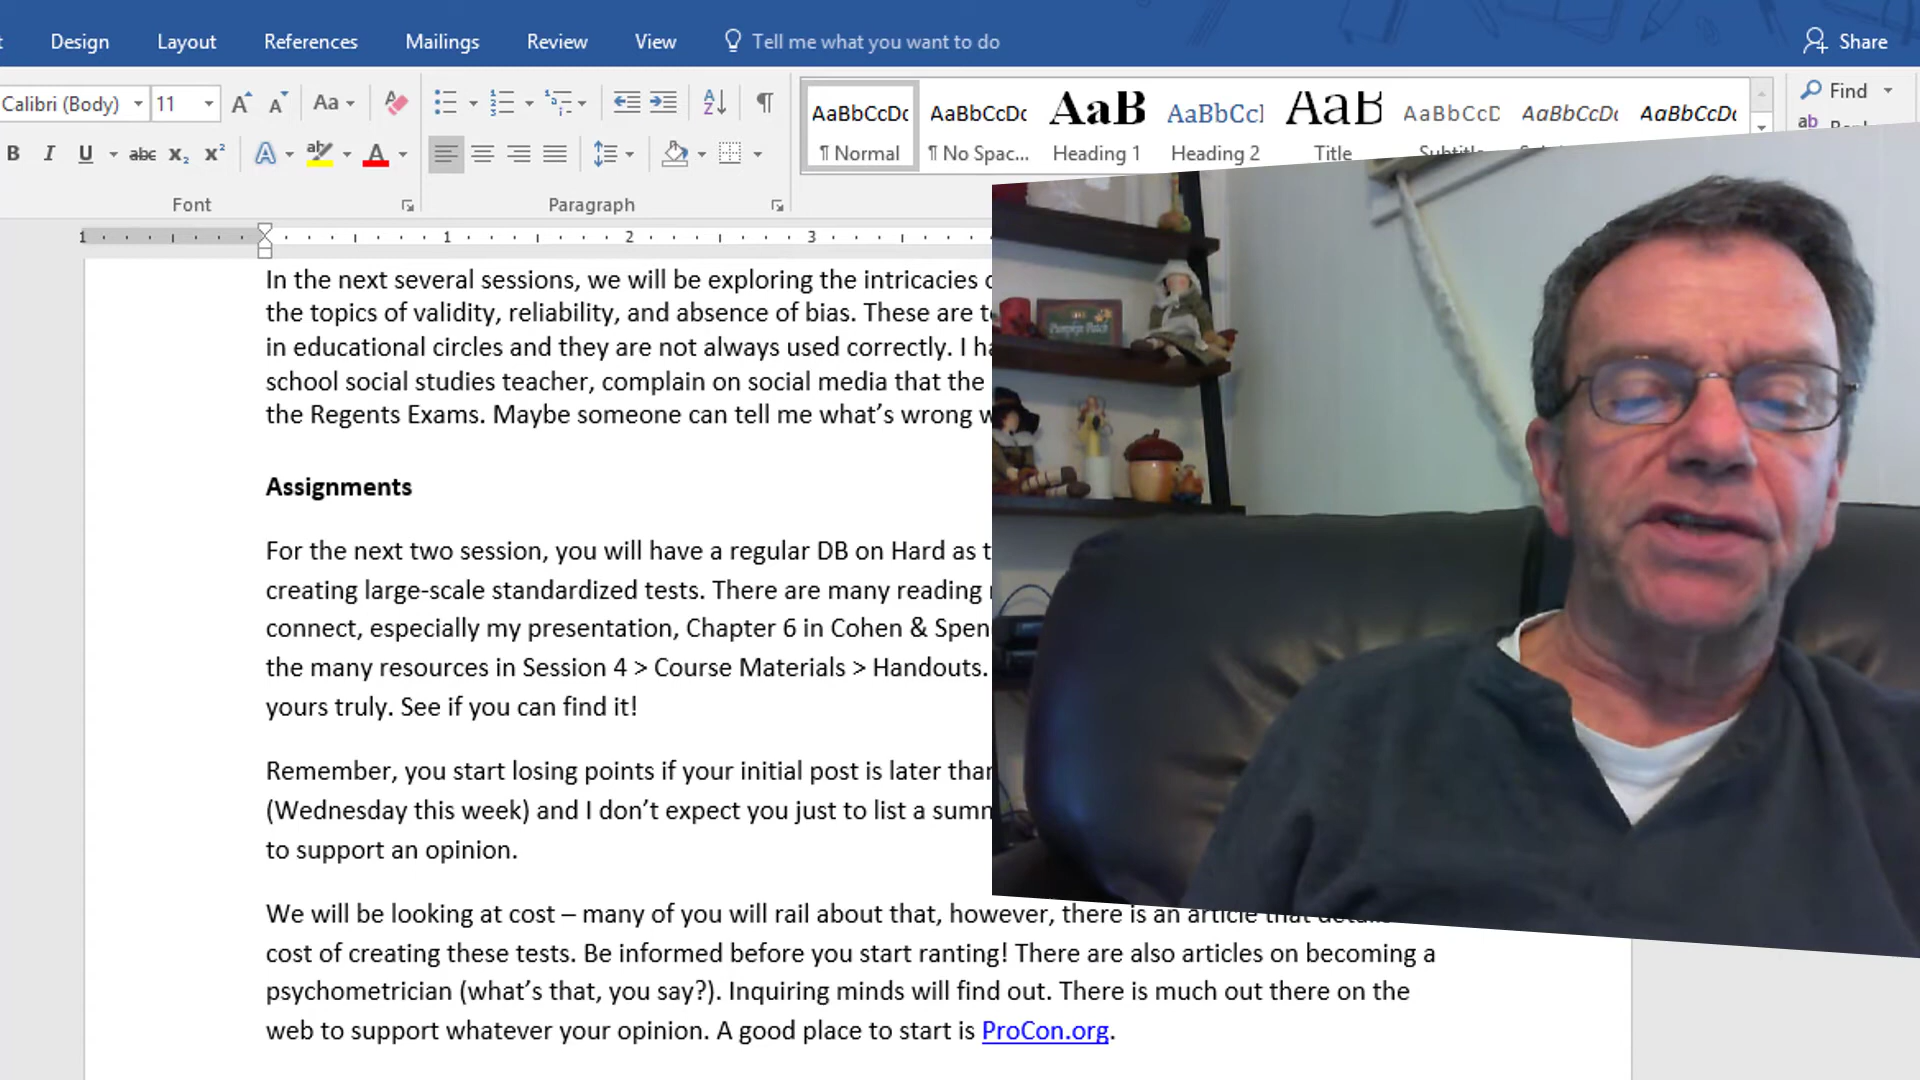 Design Layout References Mailings Review View Tell me what you want to do Share
Calibri (Body) 11 Aa AaBbCcDc AaBbCcDc AaB AaBbCcl AaB AaBbCcD AaBbCcDc AaBbCcDc Find
B I U abc X₂ X² A ab A ¶ Normal ¶ No Spac... Heading 1 Heading 2 Title
Font Paragraph
1 1 2 3
In the next several sessions, we will be exploring the intricacies
the topics of validity, reliability, and absence of bias. These are
in educational circles and they are not always used correctly. I
school social studies teacher, complain on social media that the
the Regents Exams. Maybe someone can tell me what's wrong
Pumpkin Patch
Assignments
For the next two session, you will have a regular DB on Hard as
creating large-scale standardized tests. There are many reading
connect, especially my presentation, Chapter 6 in Cohen & Spen
the many resources in Session 4 > Course Materials > Handouts.
yours truly. See if you can find it!
Remember, you start losing points if your initial post is later than
(Wednesday this week) and I don't expect you just to list a summ
to support an opinion.
We will be looking at cost – many of you will rail about that, however, there is an article that
cost of creating these tests. Be informed before you start ranting! There are also articles on becoming a
psychometrician (what's that, you say?). Inquiring minds will find out. There is much out there on the
web to support whatever your opinion. A good place to start is ProCon.org.